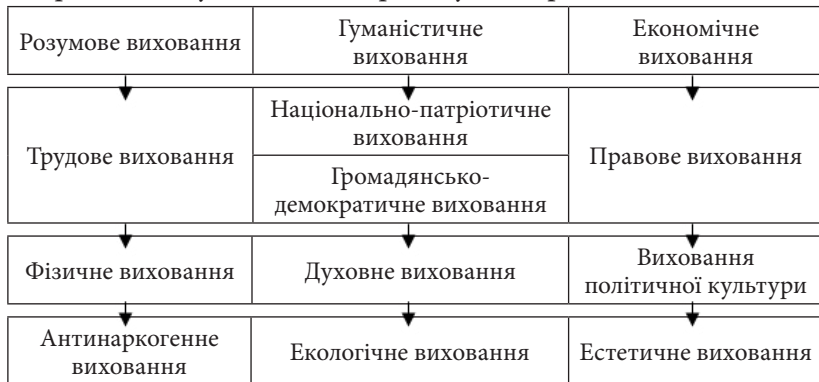 Розумове виховання
Гуманістичне
виховання
Економічне
виховання
Трудове виховання
Національно-патріотичне
виховання
Громадянсько-
демократичне виховання
Правове виховання
Фізичне виховання
Духовне виховання
Виховання
політичної культури
Антинаркогенне
виховання
Екологічне виховання
Естетичне виховання